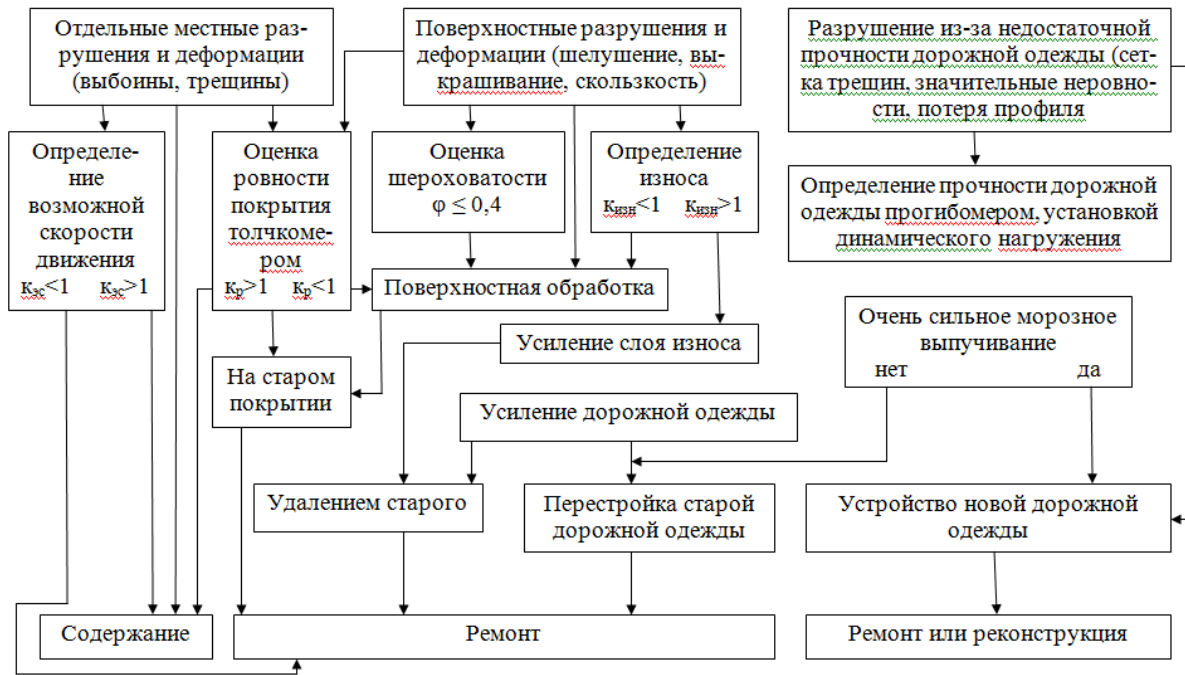 Отдельные местные раз-
рушения и деформации
(выбоины, трещины)
Поверхностные разрушения и
деформации (шелушение, вы-
крашивание, скользкость)
Разрушение из-за недостаточной
прочности дорожной одежды (сет-
ка трещин, значительные неровно-
сти, потеря профиля
Определе-
ние
возможной
скорости
движения
кэс<1 кэс>1
Оценка
ровности
покрытия
толчкоме-
ром
кр>1 кр<1
Оценка
шероховатости
φ ≤ 0,4
Определение
износа
кизн<1 кизн>1
Определение прочности дорожной
одежды прогибомером, установкой
динамического нагружения
Поверхностная обработка
Очень сильное морозное
выпучивание
нет да
Усиление слоя износа
На старом
покрытии
Усиление дорожной одежды
Удалением старого
Перестройка старой
дорожной одежды
Устройство новой дорожной
одежды
Содержание
Ремонт
Ремонт или реконструкция